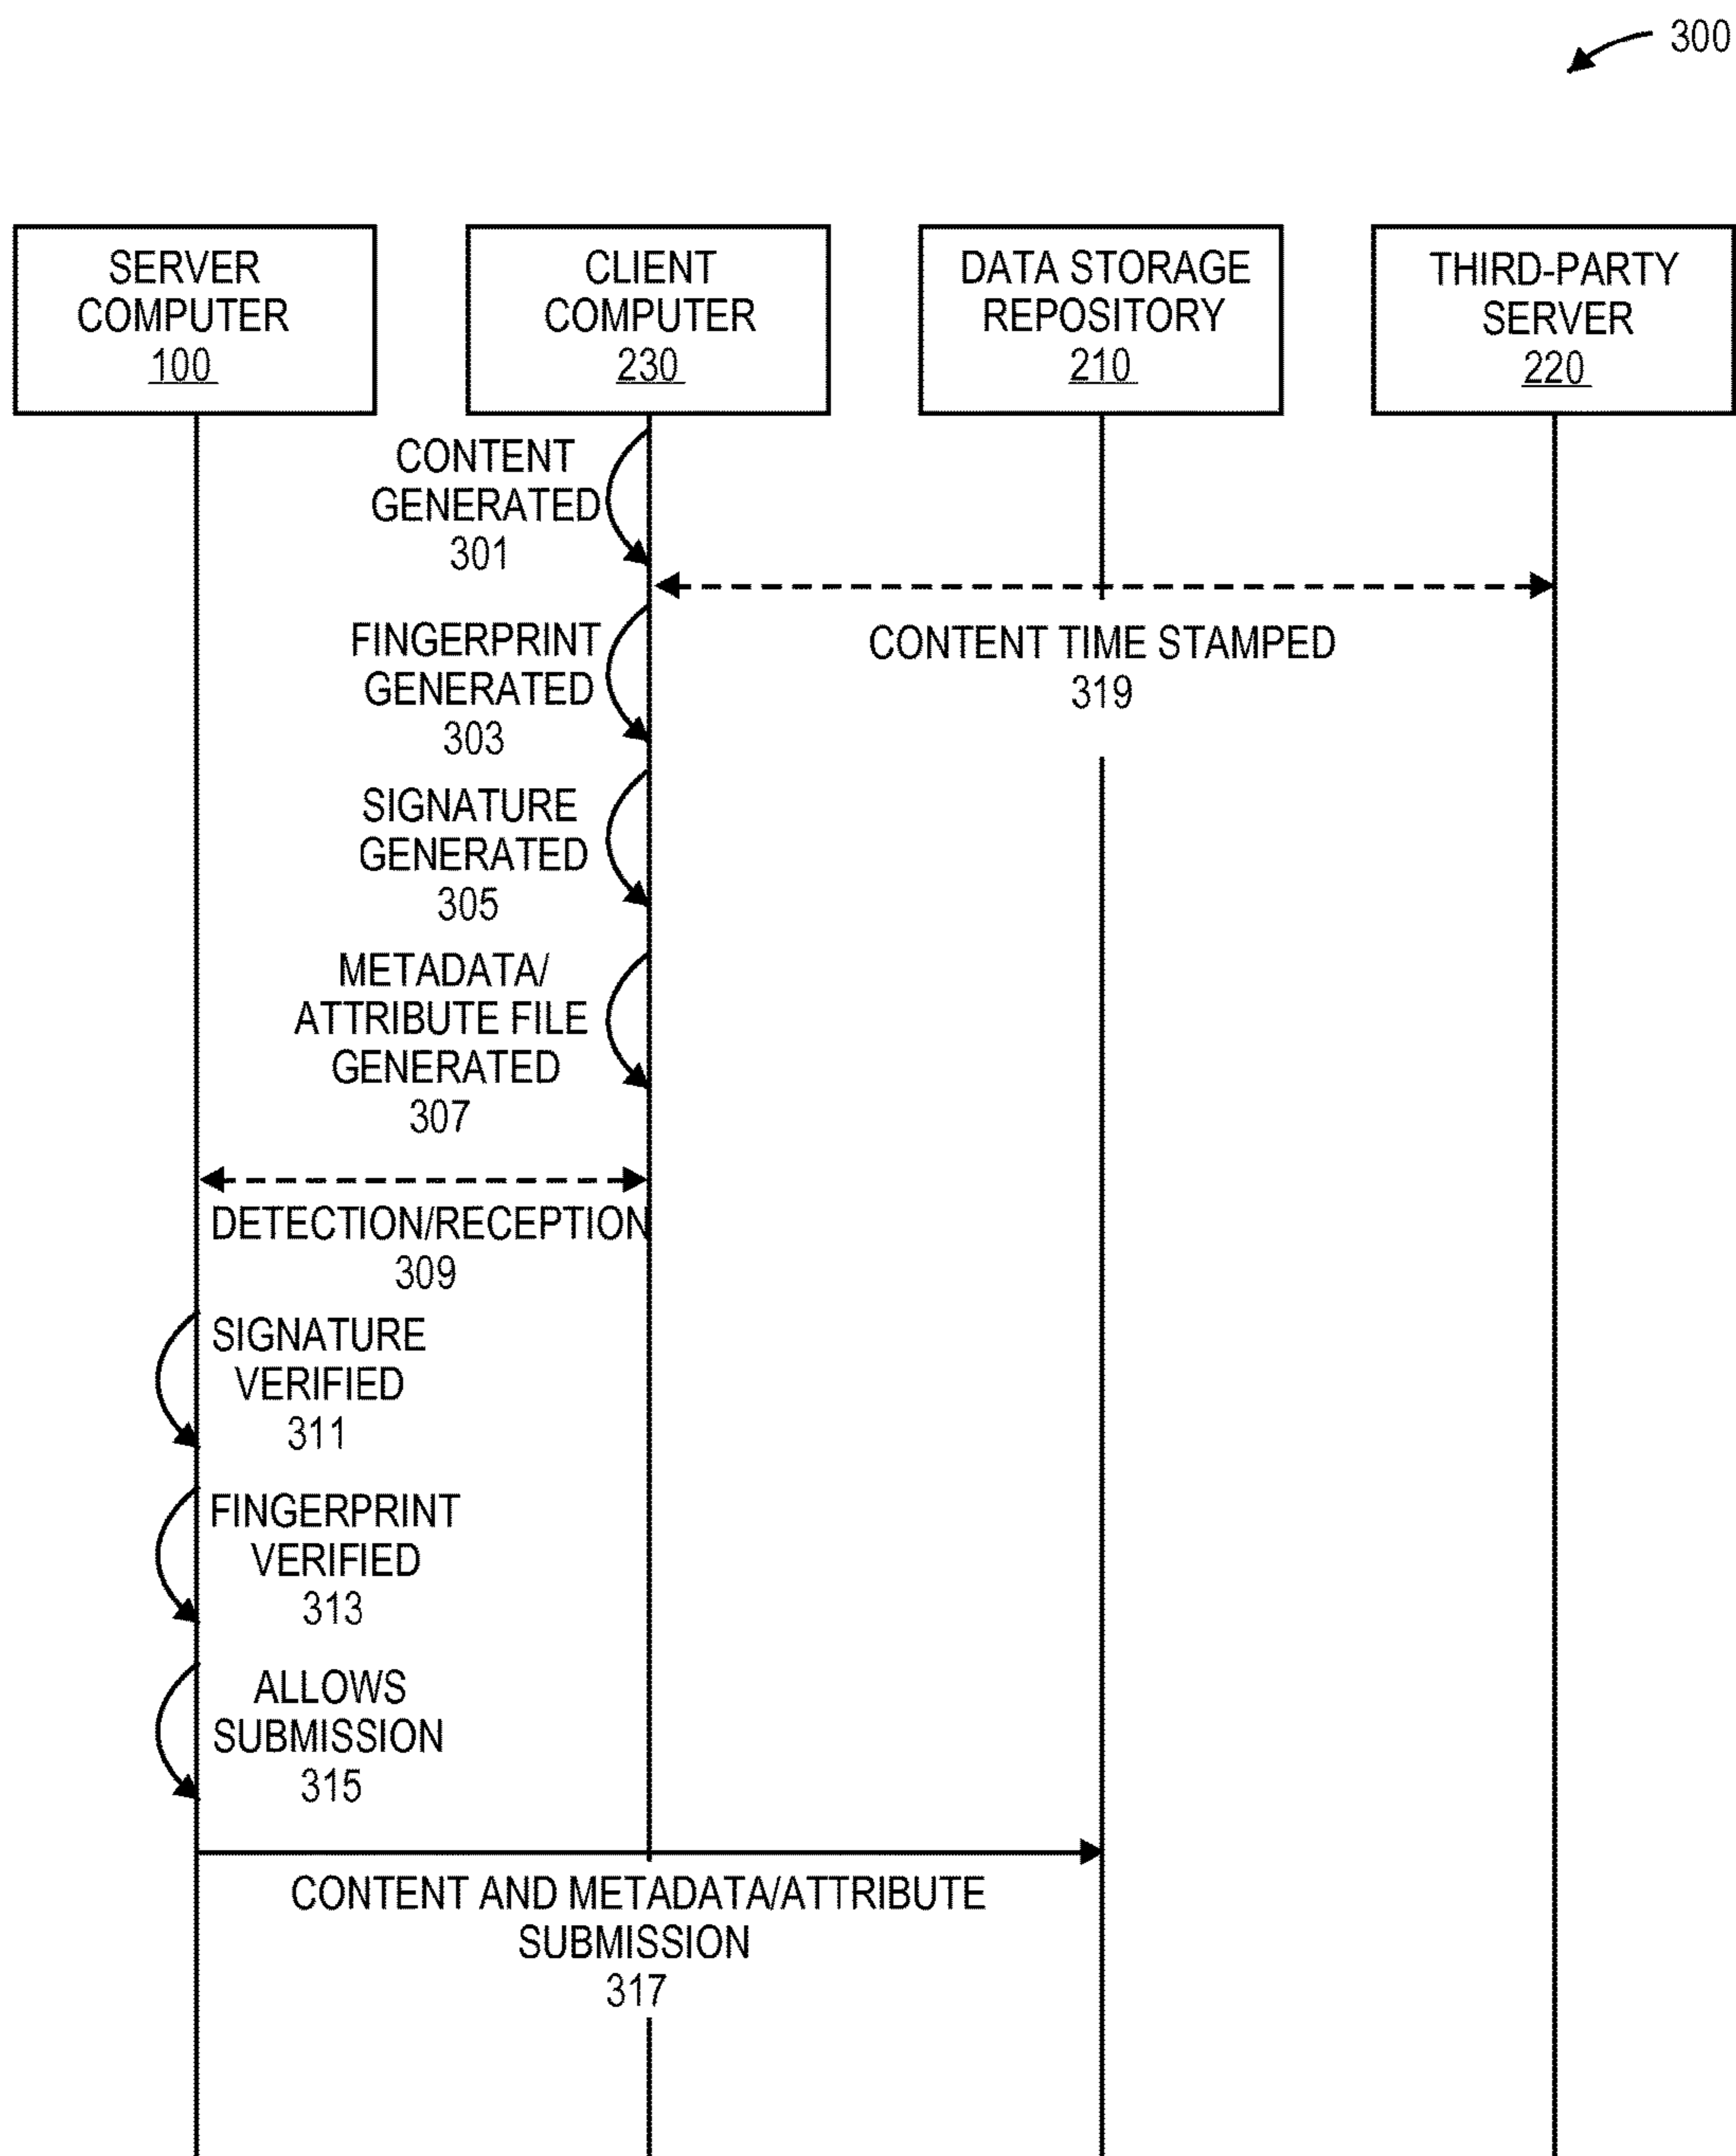 300
SERVER
COMPUTER
100
CLIENT
COMPUTER
230
DATA STORAGE
REPOSITORY
210
THIRD-PARTY
SERVER
220
CONTENT
GENERATED
301
CONTENT TIME STAMPED
319
FINGERPRINT
GENERATED
303
SIGNATURE
GENERATED
305
METADATA/
ATTRIBUTE FILE
GENERATED
307
DETECTION/RECEPTION
309
SIGNATURE
VERIFIED
311
FINGERPRINT
VERIFIED
313
ALLOWS
SUBMISSION
315
CONTENT AND METADATA/ATTRIBUTE
SUBMISSION
317